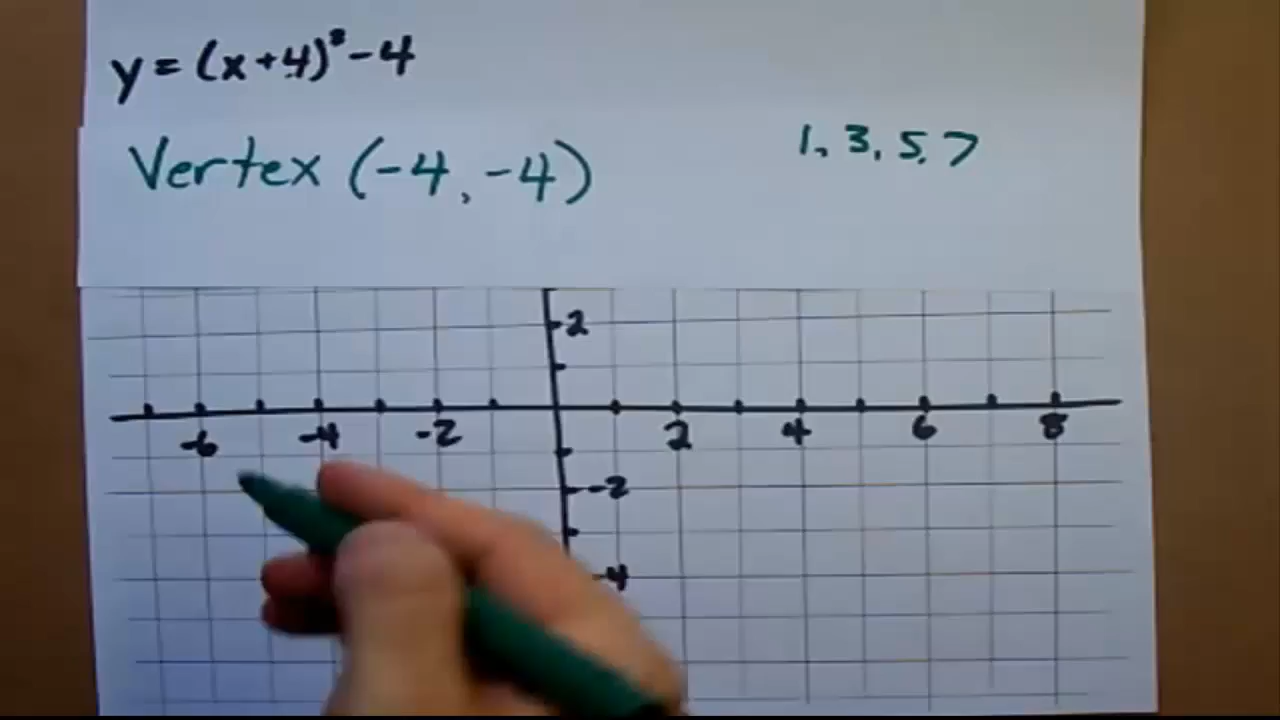 y = (x+4)² - 4
Vertex (-4, -4)
1, 3, 5, 7
2
-6 -4 -2 2 4 6 8
-2
-4